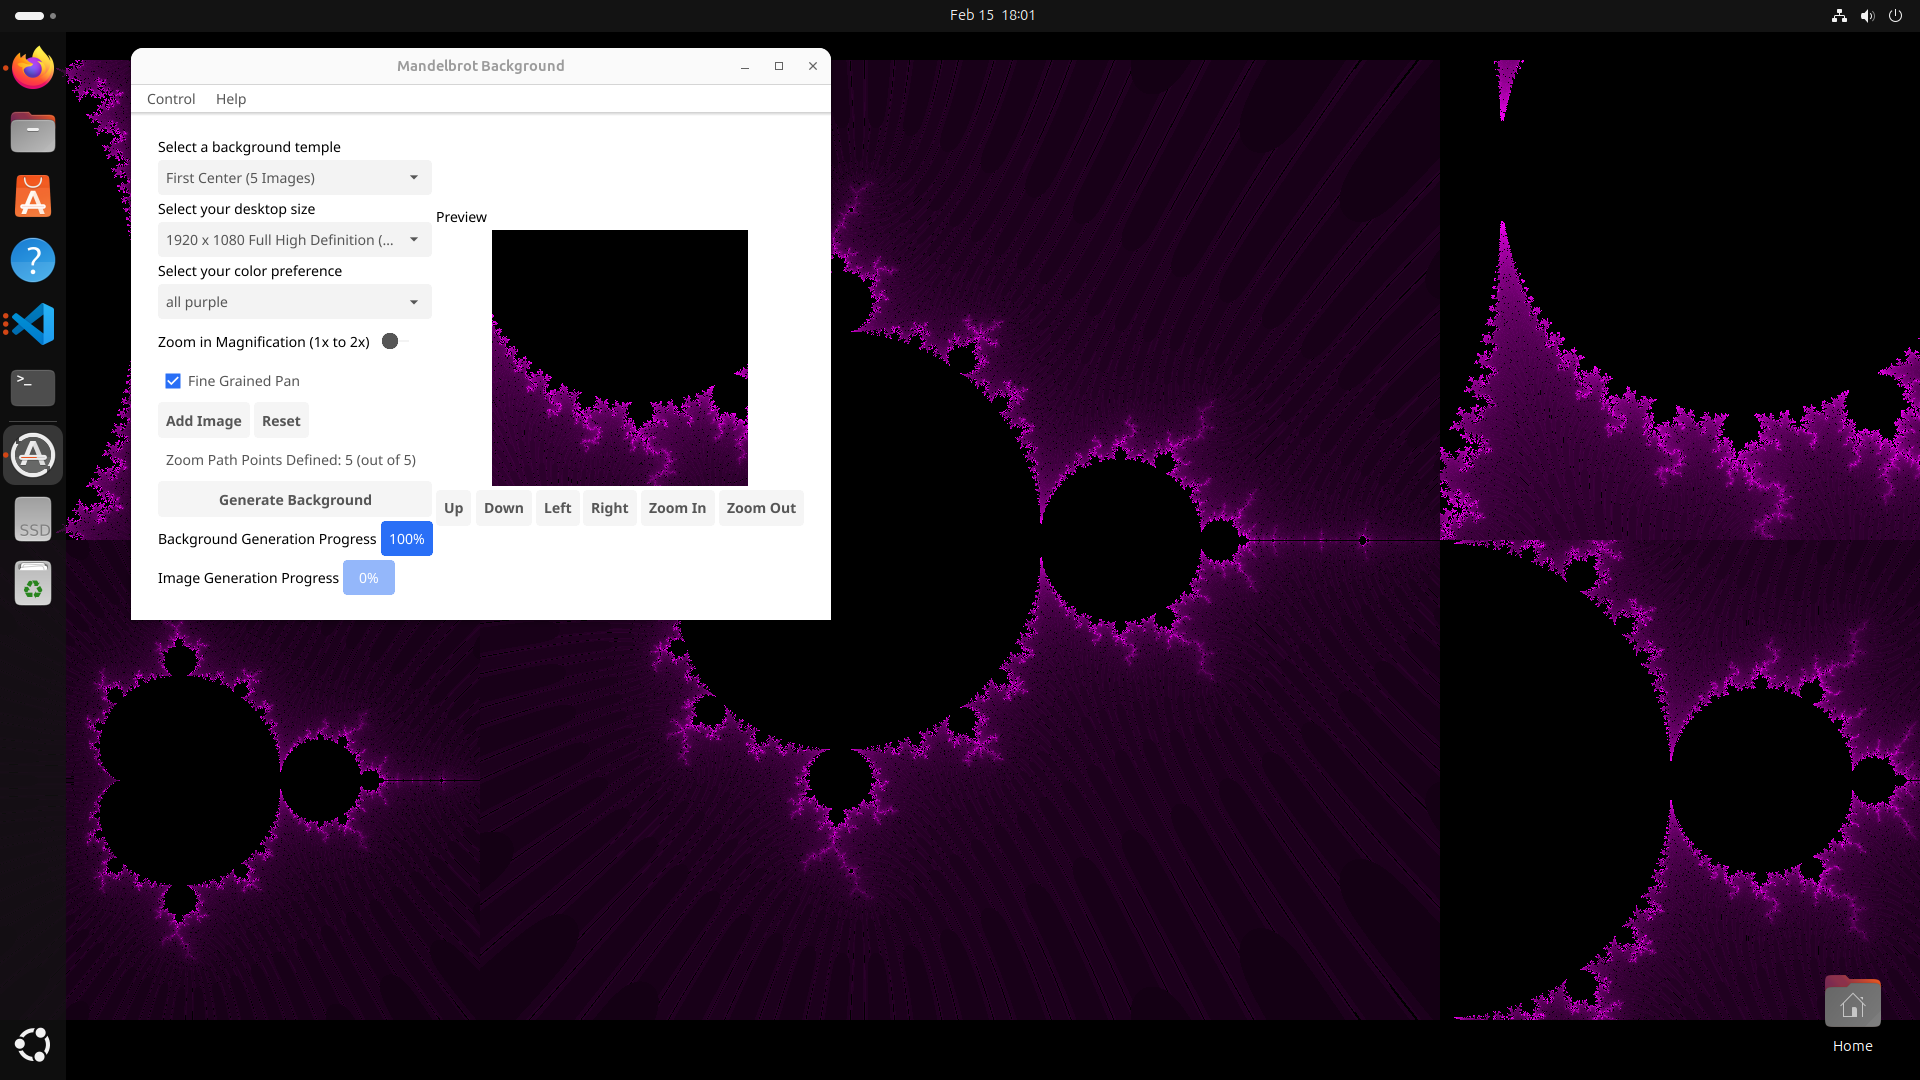 Feb 15 18:01
Mandelbrot Background
Control Help
Select a background temple
First Center (5 Images)
Select your desktop size
Preview
1920 x 1080 Full High Definition (...
Select your color preference
all purple
Zoom in Magnification (1x to 2x)
Fine Grained Pan
Add Image Reset
Zoom Path Points Defined: 5 (out of 5)
Generate Background
Up Down Left Right Zoom In Zoom Out
Background Generation Progress 100%
Image Generation Progress 0%
SSD
Home